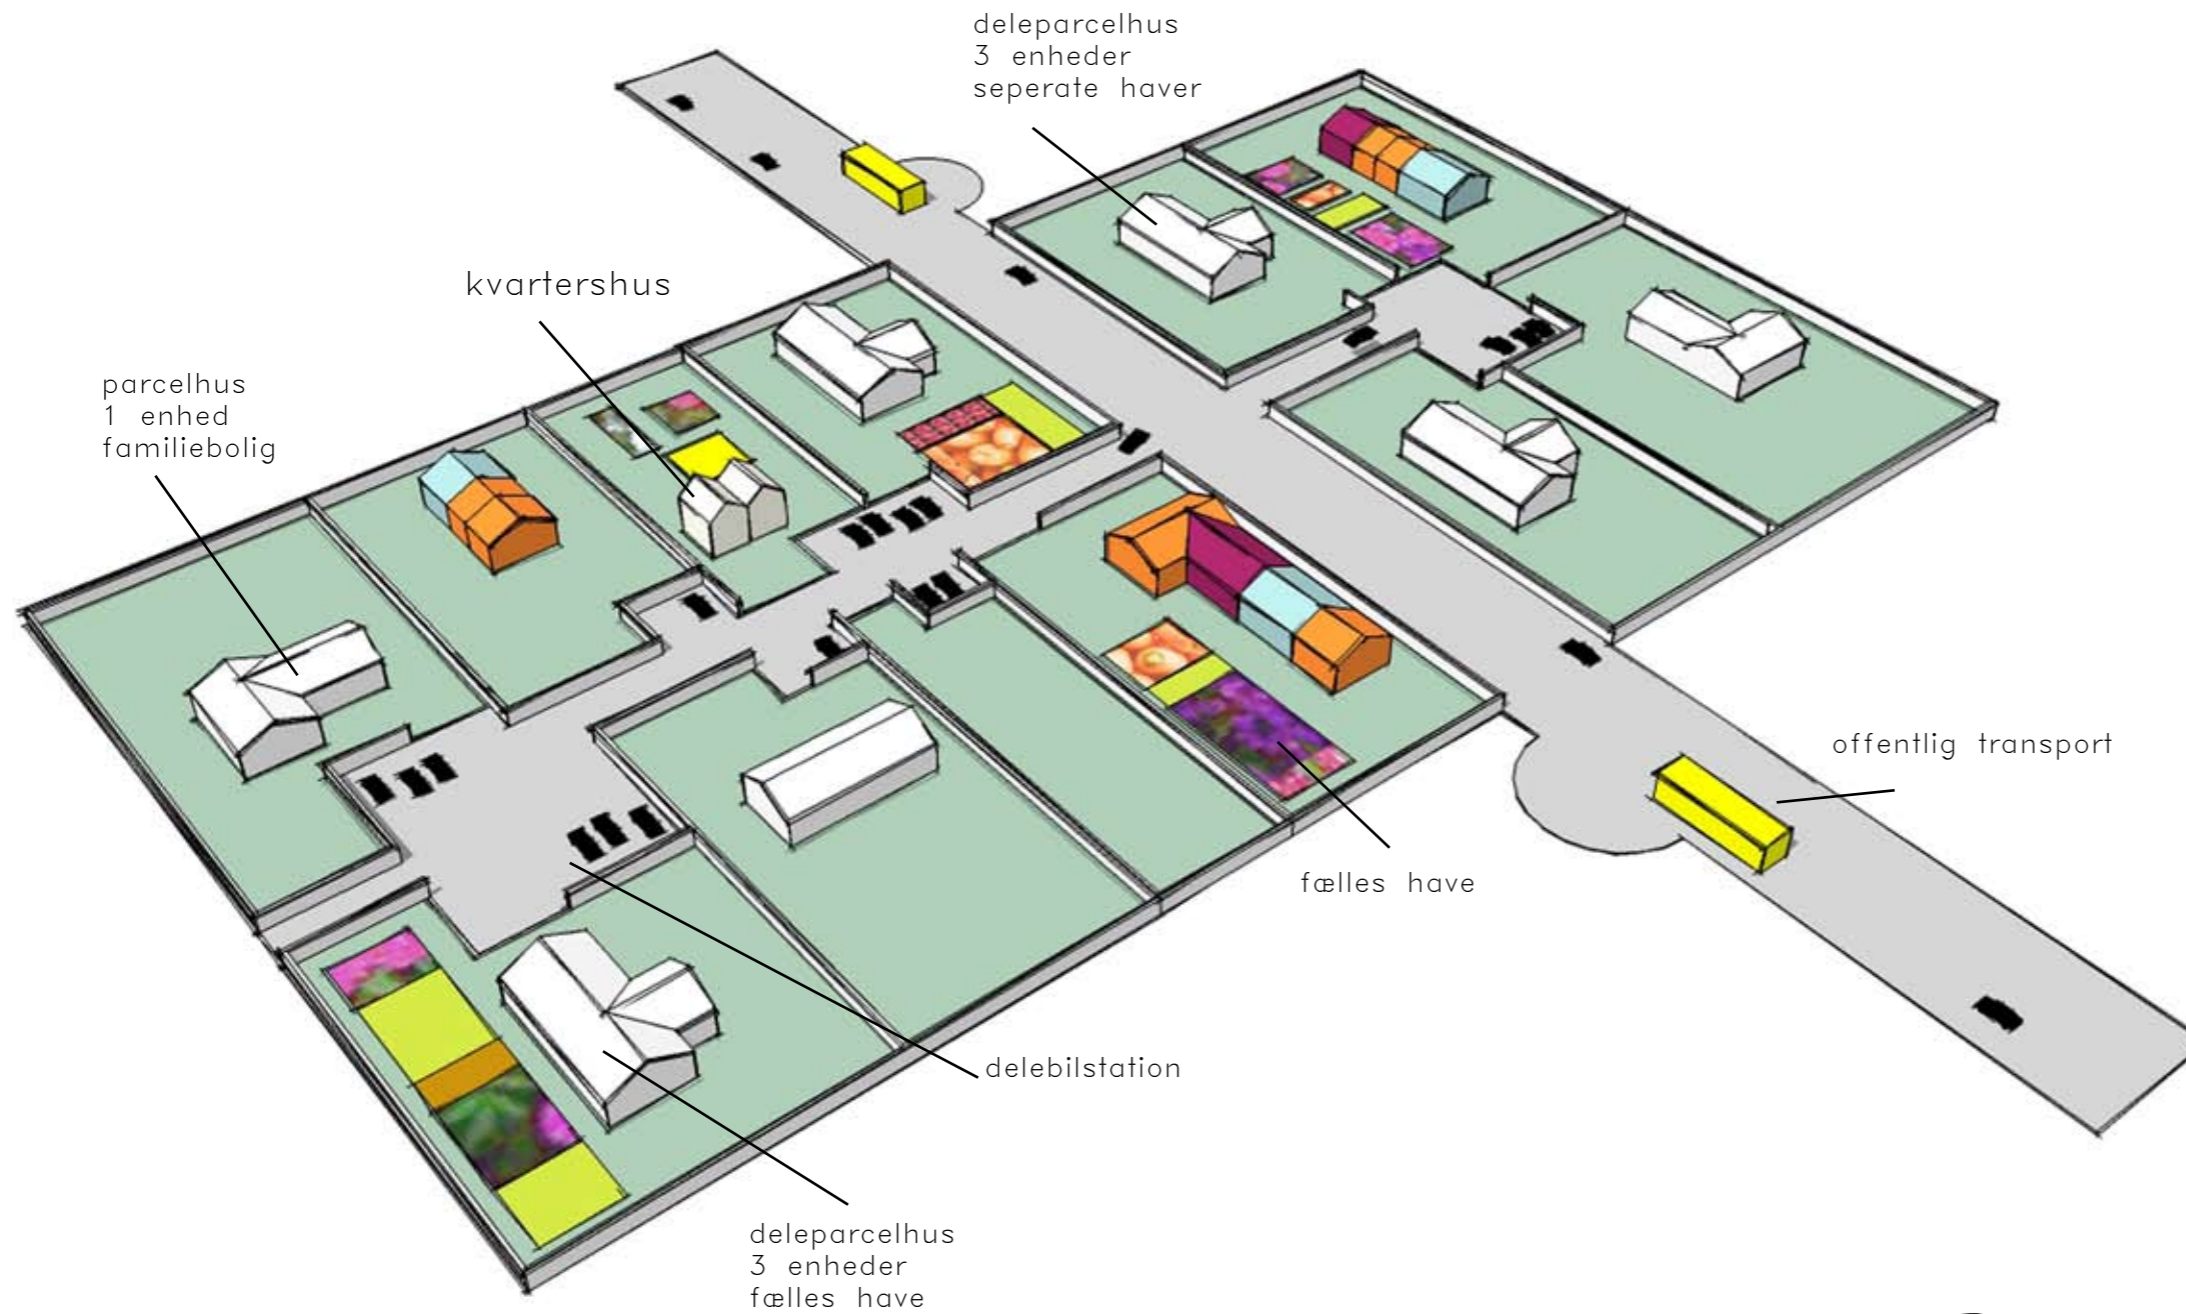 deleparcelhus
3 enheder
seperate haver
kvartershus
parcelhus
1 enhed
familiebolig
offentlig transport
fælles have
delebilstation
deleparcelhus
3 enheder
fælles have